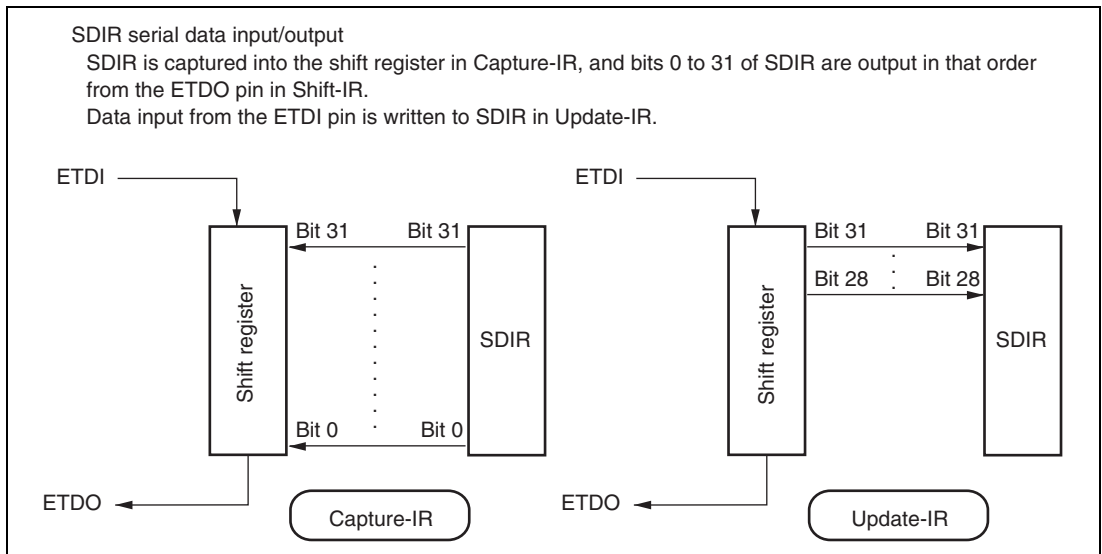 SDIR serial data input/output
SDIR is captured into the shift register in Capture-IR, and bits 0 to 31 of SDIR are output in that order
from the ETDO pin in Shift-IR.
Data input from the ETDI pin is written to SDIR in Update-IR.
ETDI
Bit 31 Bit 31
Shift register
SDIR
Bit 0 Bit 0
ETDO
Capture-IR
ETDI
Bit 31 Bit 31
Bit 28 Bit 28
Shift register
SDIR
ETDO
Update-IR